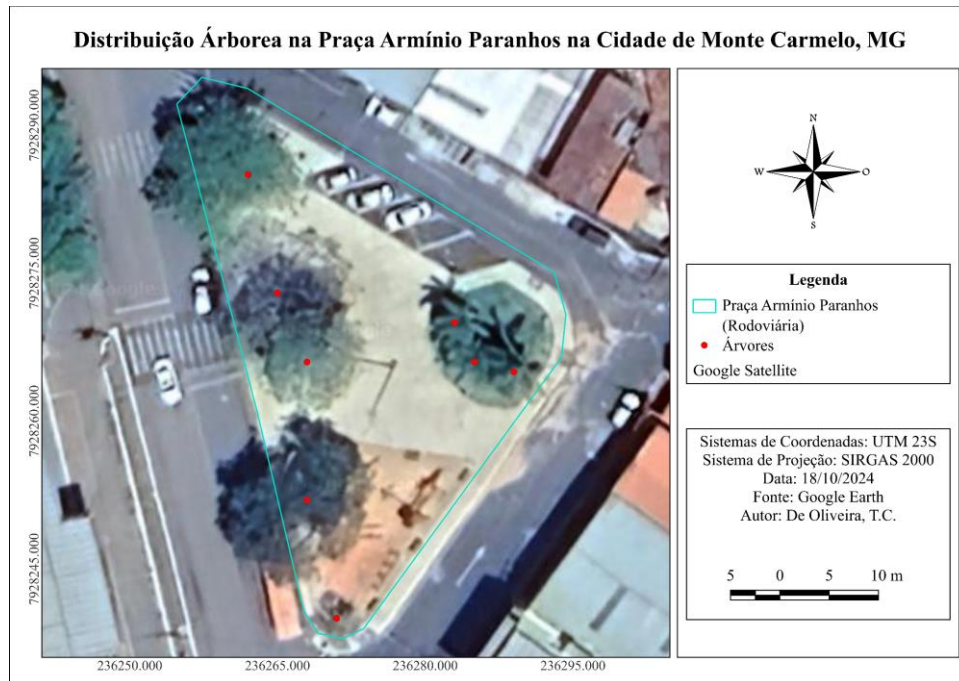 Distribuição Árborea na Praça Armínio Paranhos na Cidade de Monte Carmelo, MG
7928290.000
7928275.000
7928260.000
7928245.000
236250.000
236265.000
236280.000
236295.000
N
W
O
S
Legenda
Praça Armínio Paranhos
(Rodoviária)
Árvores
Google Satellite
Sistemas de Coordenadas: UTM 23S
Sistema de Projeção: SIRGAS 2000
Data: 18/10/2024
Fonte: Google Earth
Autor: De Oliveira, T.C.
5 0 5 10 m